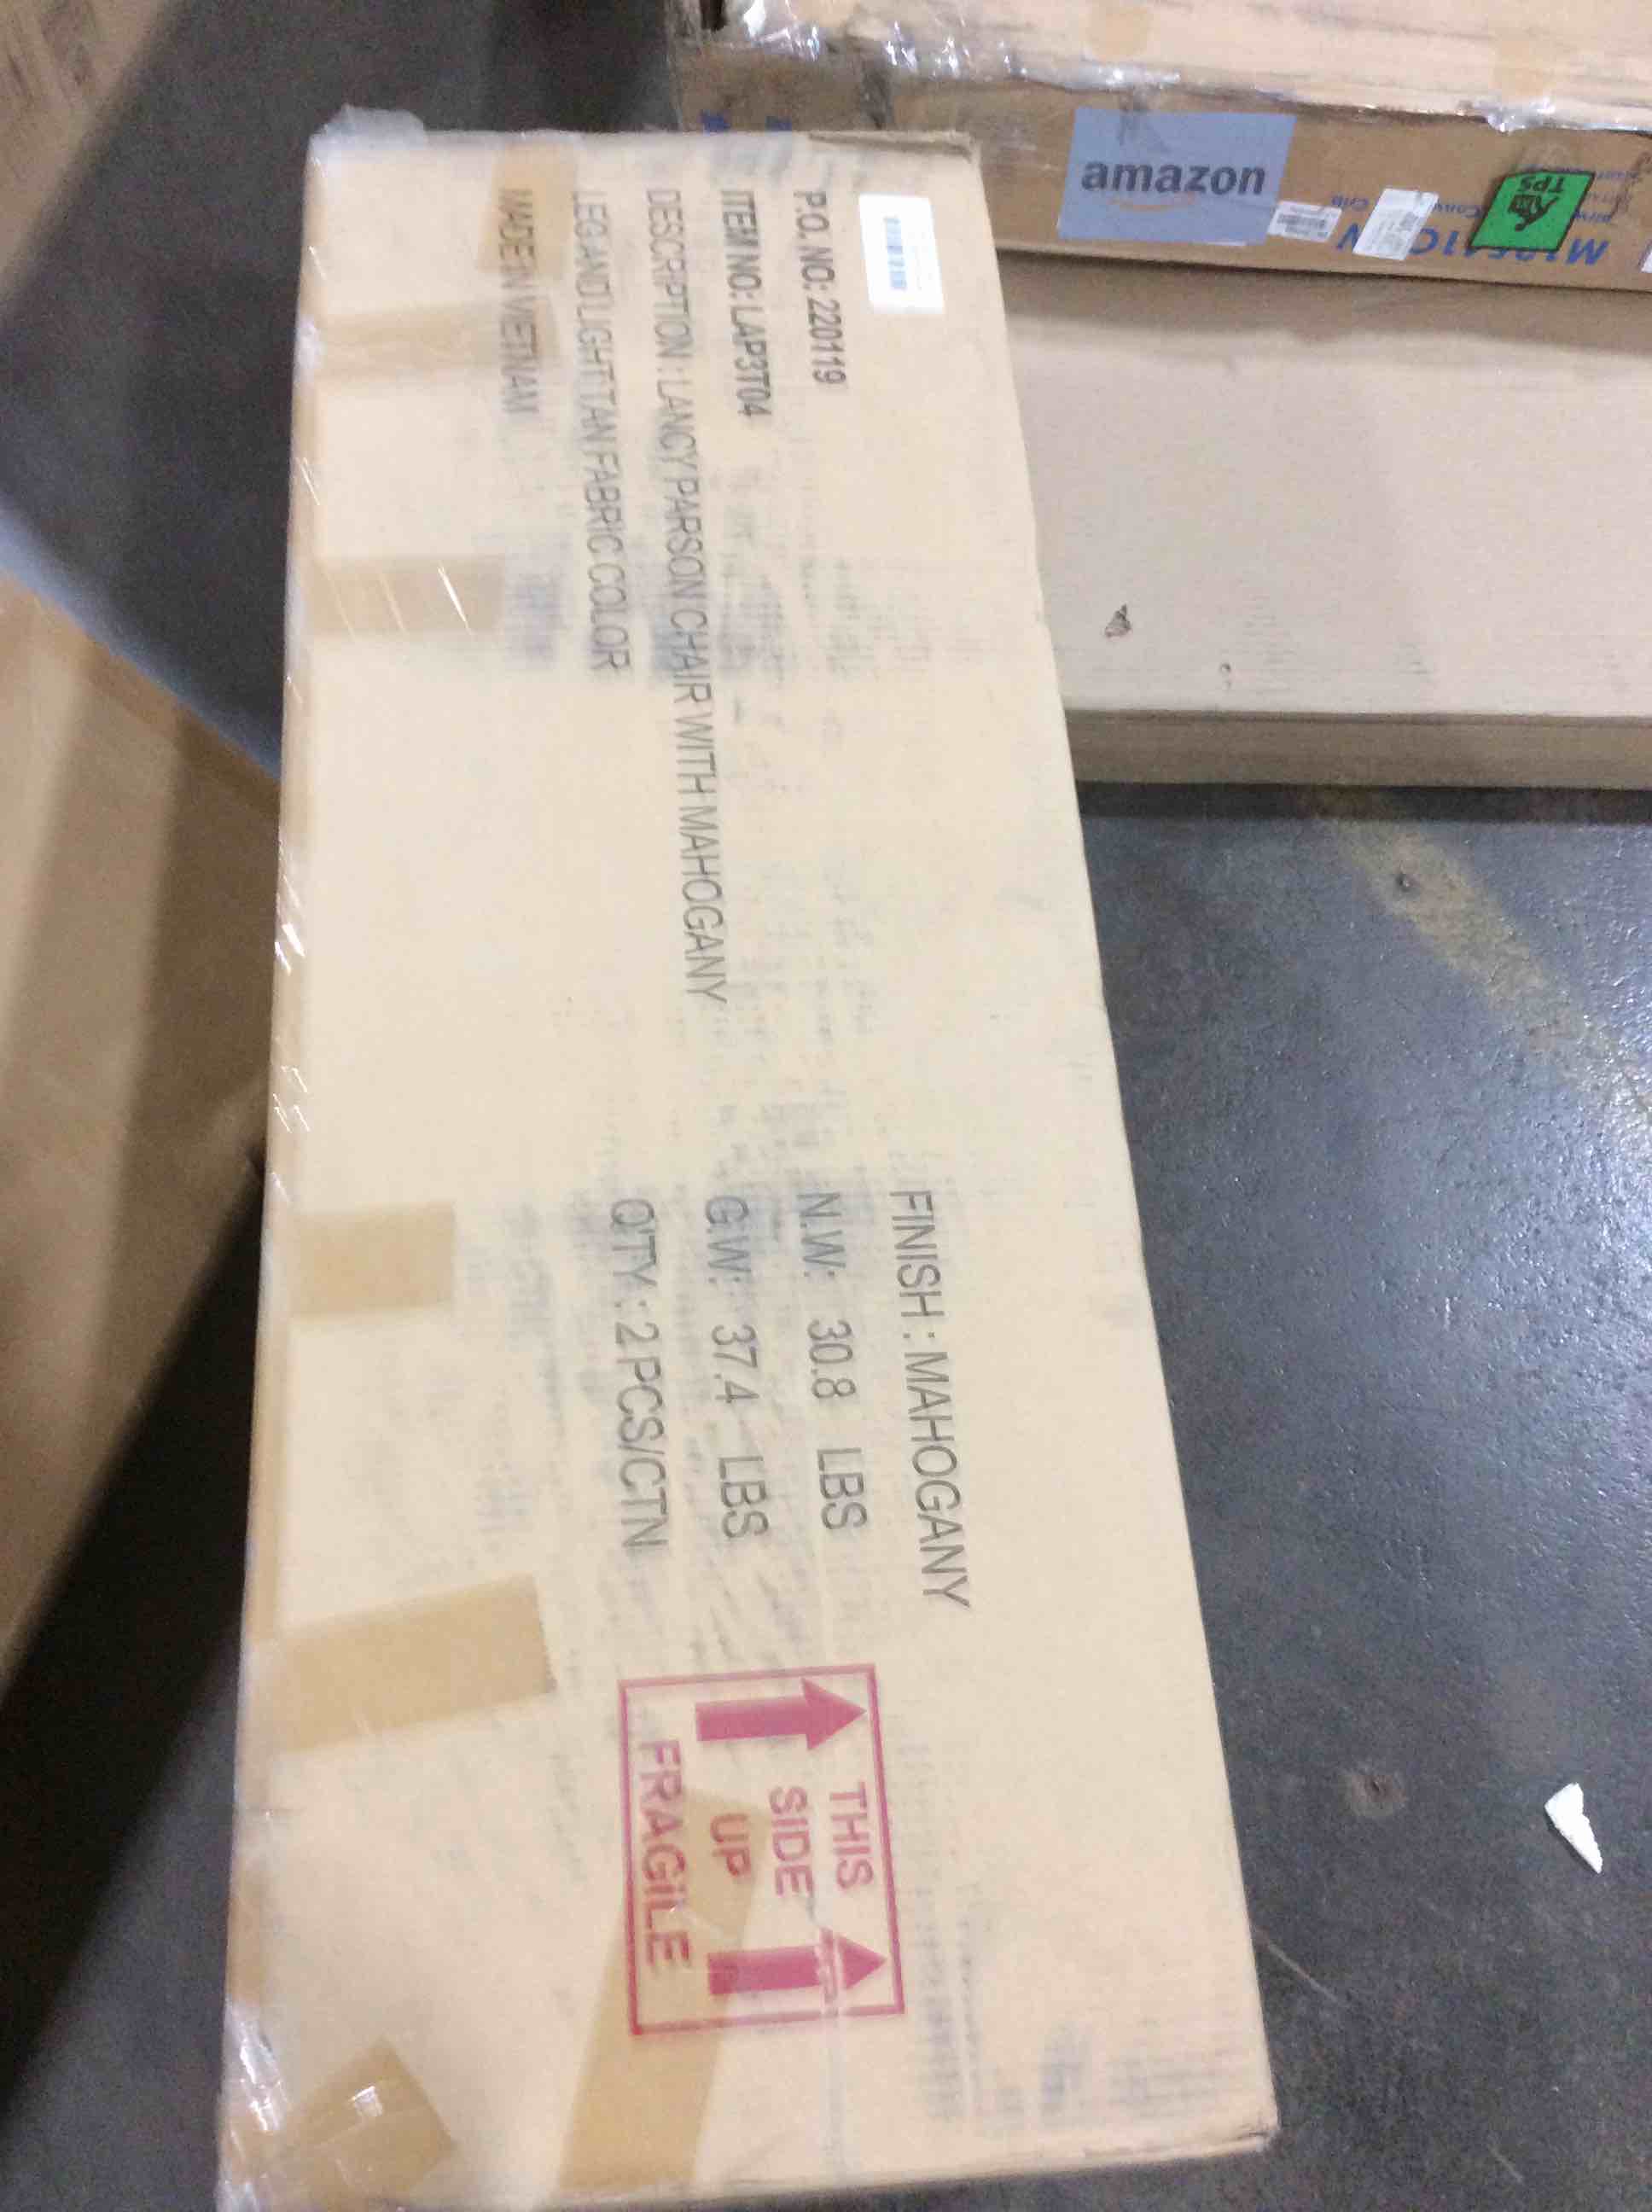 P.O. NO: 220119
ITEM NO: LAP3T04
DESCRIPTION : LANCY PARSON CHAIR WITH MAHOGANY
LEG AND LIGHT TAN FABRIC COLOR
MADE IN VIETNAM
FINISH : MAHOGANY
N.W: 30.8 LBS
G.W: 37.4 LBS
QTY : 2 PCS/CTN
THIS
SIDE
UP
FRAGILE
amazon
TPS